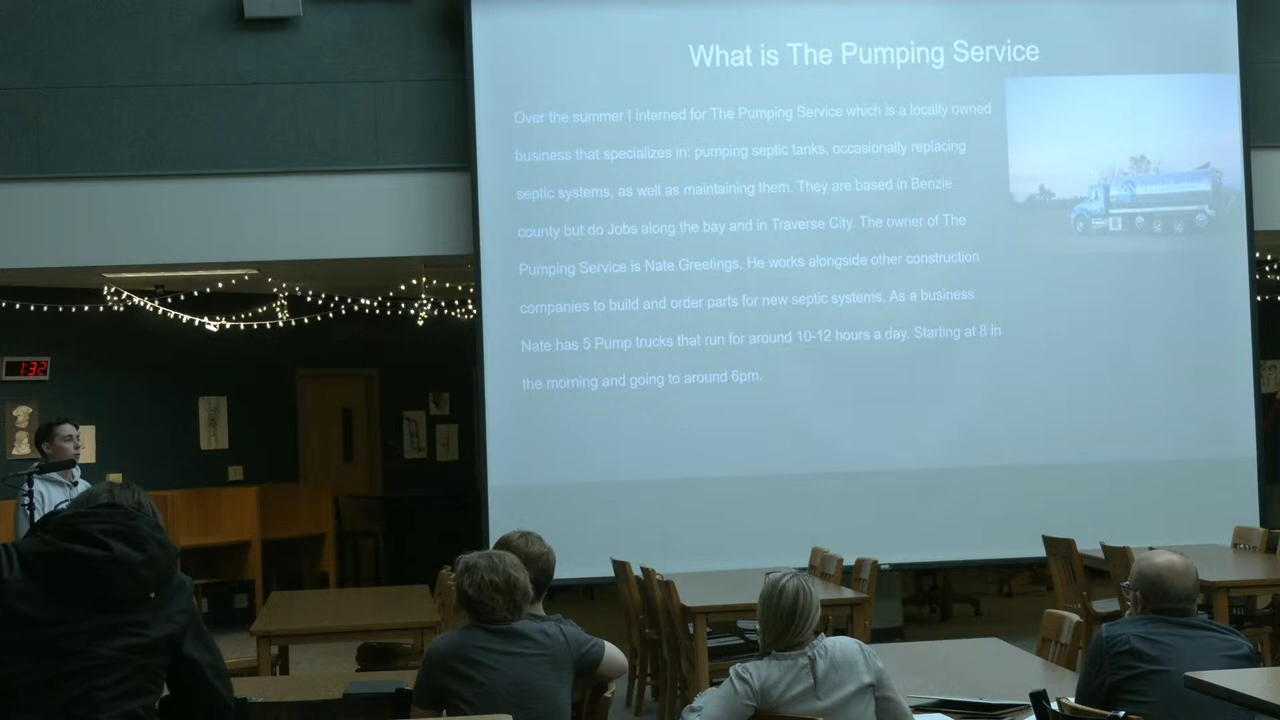 What is The Pumping Service
Over the summer I interned for The Pumping Service which is a locally owned
business that specializes in: pumping septic tanks, occasionally replacing
septic systems, as well as maintaining them. They are based in Benzie
county but do Jobs along the bay and in Traverse City. The owner of The
Pumping Service is Nate Greetings. He works alongside other construction
companies to build and order parts for new septic systems. As a business
Nate has 5 Pump trucks that run for around 10-12 hours a day. Starting at 8 in
the morning and going to around 6pm.
1:32